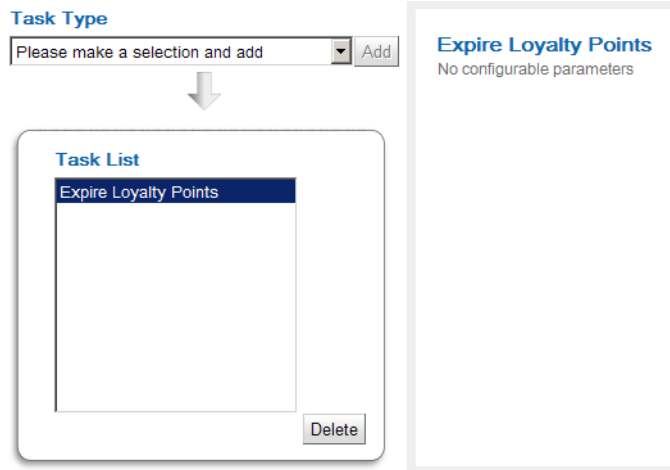 Task Type
Please make a selection and add
Add
Task List
Expire Loyalty Points
Delete
Expire Loyalty Points
No configurable parameters